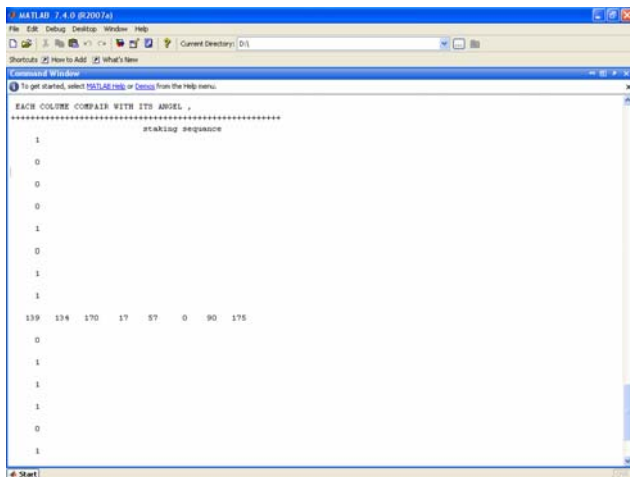 MATLAB 7.4.0 (R2007a)
File Edit Debug Desktop Window Help
Current Directory: D:\
Shortcuts How to Add What's New
Command Window
To get started, select MATLAB Help or Demos from the Help menu.
EACH COLUME COMPAIR WITH ITS ANGEL ,
++++++++++++++++++++++++++++++++++++++++++++++++++++++++
staking sequance
1
0
0
0
1
0
1
1
139 134 170 17 57 0 90 175
0
1
1
1
0
1
Start